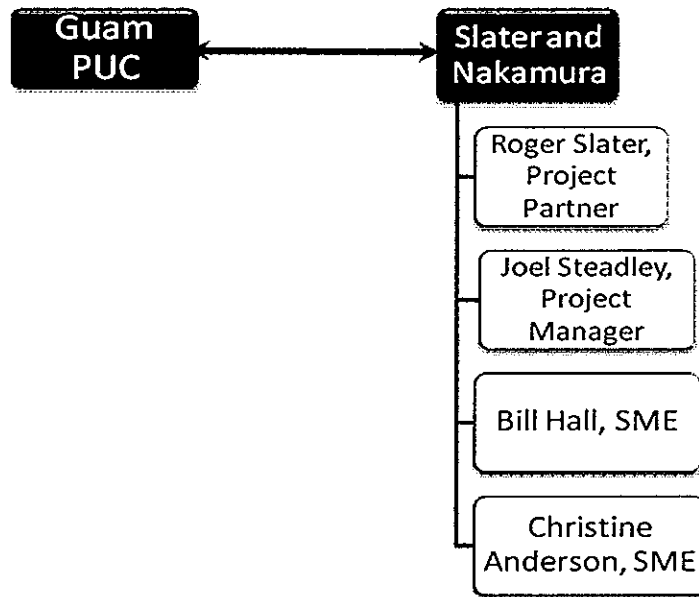 Guam
PUC
Slater and
Nakamura
Roger Slater,
Project
Partner
Joel Steadley,
Project
Manager
Bill Hall, SME
Christine
Anderson, SME